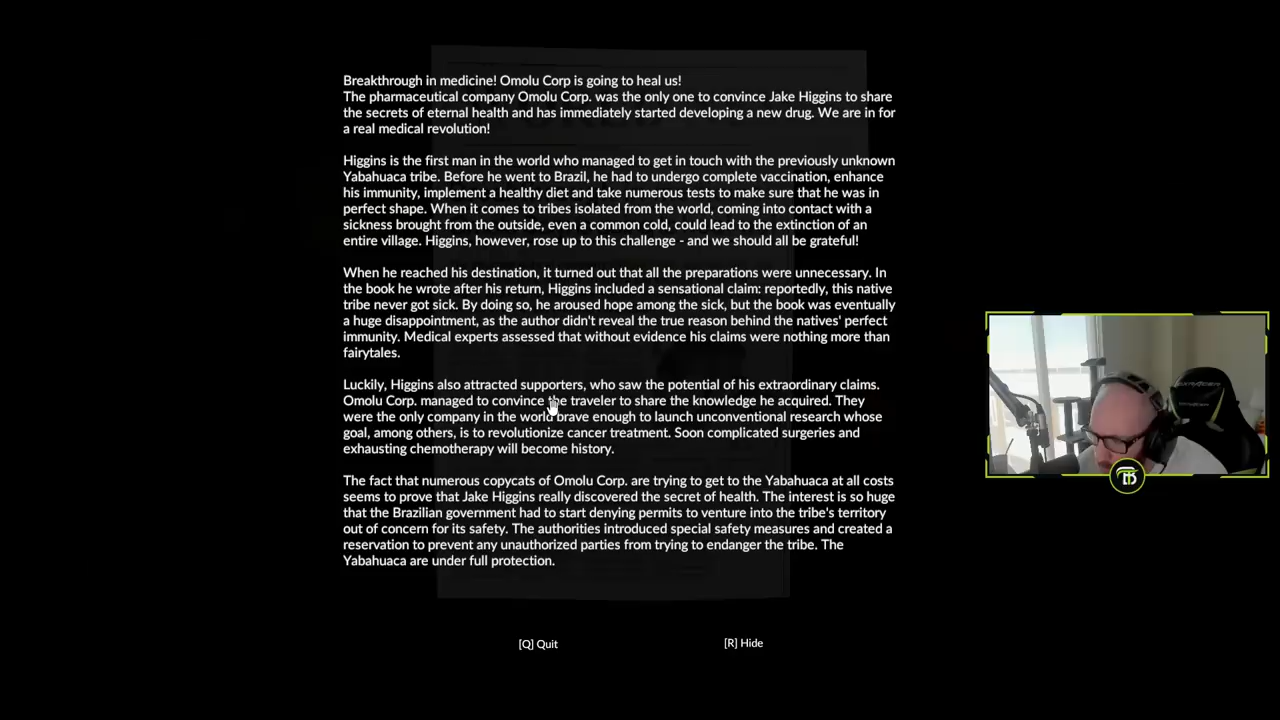 Breakthrough in medicine! Omolu Corp is going to heal us!
The pharmaceutical company Omolu Corp. was the only one to convince Jake Higgins to share
the secrets of eternal health and has immediately started developing a new drug. We are in for
a real medical revolution!
Higgins is the first man in the world who managed to get in touch with the previously unknown
Yabahuaca tribe. Before he went to Brazil, he had to undergo complete vaccination, enhance
his immunity, implement a healthy diet and take numerous tests to make sure that he was in
perfect shape. When it comes to tribes isolated from the world, coming into contact with a
sickness brought from the outside, even a common cold, could lead to the extinction of an
entire village. Higgins, however, rose up to this challenge - and we should all be grateful!
When he reached his destination, it turned out that all the preparations were unnecessary. In
the book he wrote after his return, Higgins included a sensational claim: reportedly, this native
tribe never got sick. By doing so, he aroused hope among the sick, but the book was eventually
a huge disappointment, as the author didn't reveal the true reason behind the natives' perfect
immunity. Medical experts assessed that without evidence his claims were nothing more than
fairytales.
Luckily, Higgins also attracted supporters, who saw the potential of his extraordinary claims.
Omolu Corp. managed to convince the traveler to share the knowledge he acquired. They
were the only company in the world brave enough to launch unconventional research whose
goal, among others, is to revolutionize cancer treatment. Soon complicated surgeries and
exhausting chemotherapy will become history.
The fact that numerous copycats of Omolu Corp. are trying to get to the Yabahuaca at all costs
seems to prove that Jake Higgins really discovered the secret of health. The interest is so huge
that the Brazilian government had to start denying permits to venture into the tribe's territory
out of concern for its safety. The authorities introduced special safety measures and created a
reservation to prevent any unauthorized parties from trying to endanger the tribe. The
Yabahuaca are under full protection.
[Q] Quit
[R] Hide